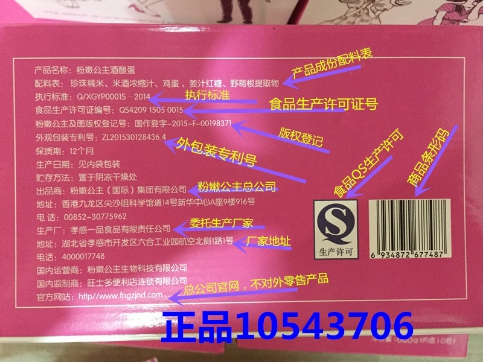 产品名称：粉嫩公主酒酿蛋
配料表：珍珠糯米、米酒浓缩汁、鸡蛋、姜汁红糖、野葛根提取物
产品成份配料表
执行标准：Q/XGYP0001S-2014
执行标准
食品生产许可证编号：QS4209 1505 0015
食品生产许可证号
粉嫩公主及图版权登记号：国作登字-2015-F-00198371
版权登记
外观包装专利号：ZL201530128436 4
外包装专利号
保质期：12个月
生产日期：见内袋包装
贮存方法：置于阴凉干燥处
出品商：粉嫩公主（国际）集团有限公司
粉嫩公主总公司
地址：香港九龙区尖沙咀科学馆道14号新华中心A座9楼916号
电话：00852-30775962
生产厂：孝感一品食品有限责任公司
委托生产厂家
地址：湖北省孝感市开发区六合工业园航空北侧1号
厂家地址
电话：4000017748
国内运营商：粉嫩公主生物科技有限公司
国内监制商：旺士多便利店连锁有限公司
官方网站：http://www.fngzjnd.com
总公司官网，不对外零售产品
食品QS生产许可
商品条形码
生产许可
6 934872 677487
正品10543706